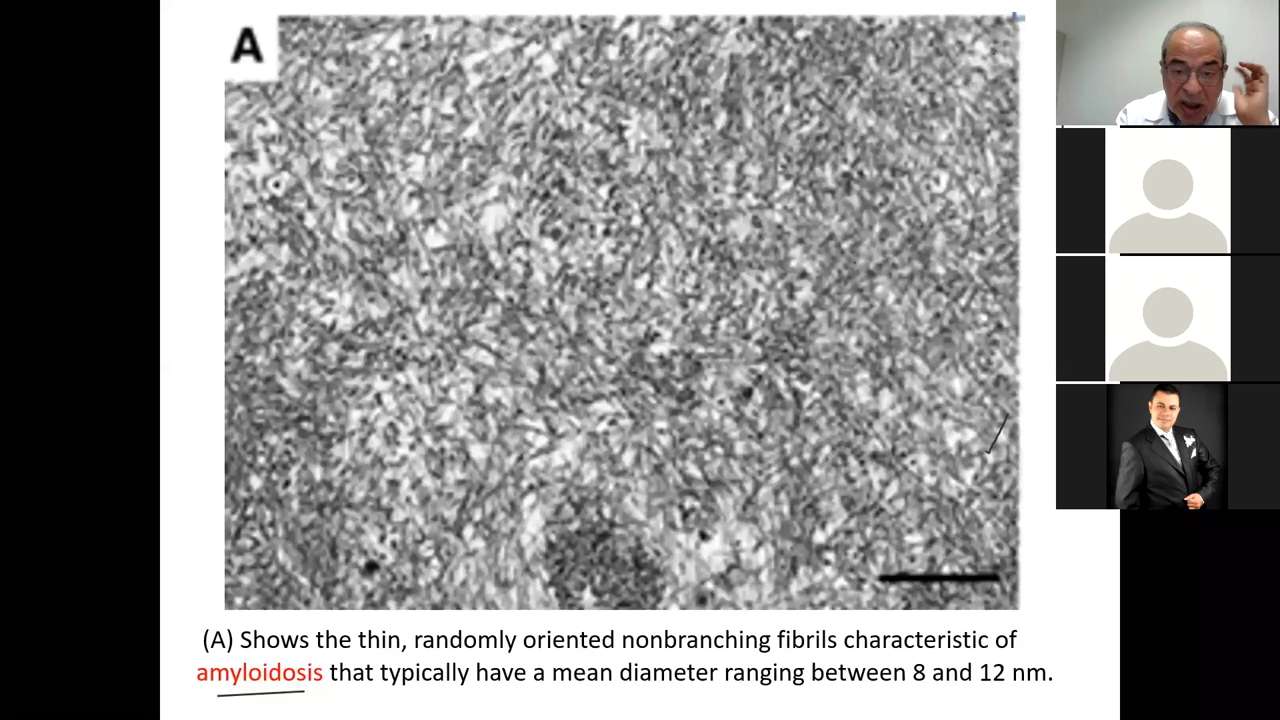 A
(A) Shows the thin, randomly oriented nonbranching fibrils characteristic of
amyloidosis that typically have a mean diameter ranging between 8 and 12 nm.